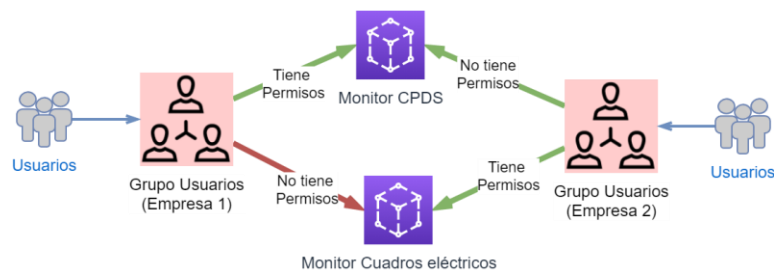 Tiene
Permisos
Monitor CPDS
No tiene
Permisos
Usuarios
Grupo Usuarios
(Empresa 1)
No tiene
Permisos
Tiene
Permisos
Grupo Usuarios
(Empresa 2)
Usuarios
Monitor Cuadros eléctricos